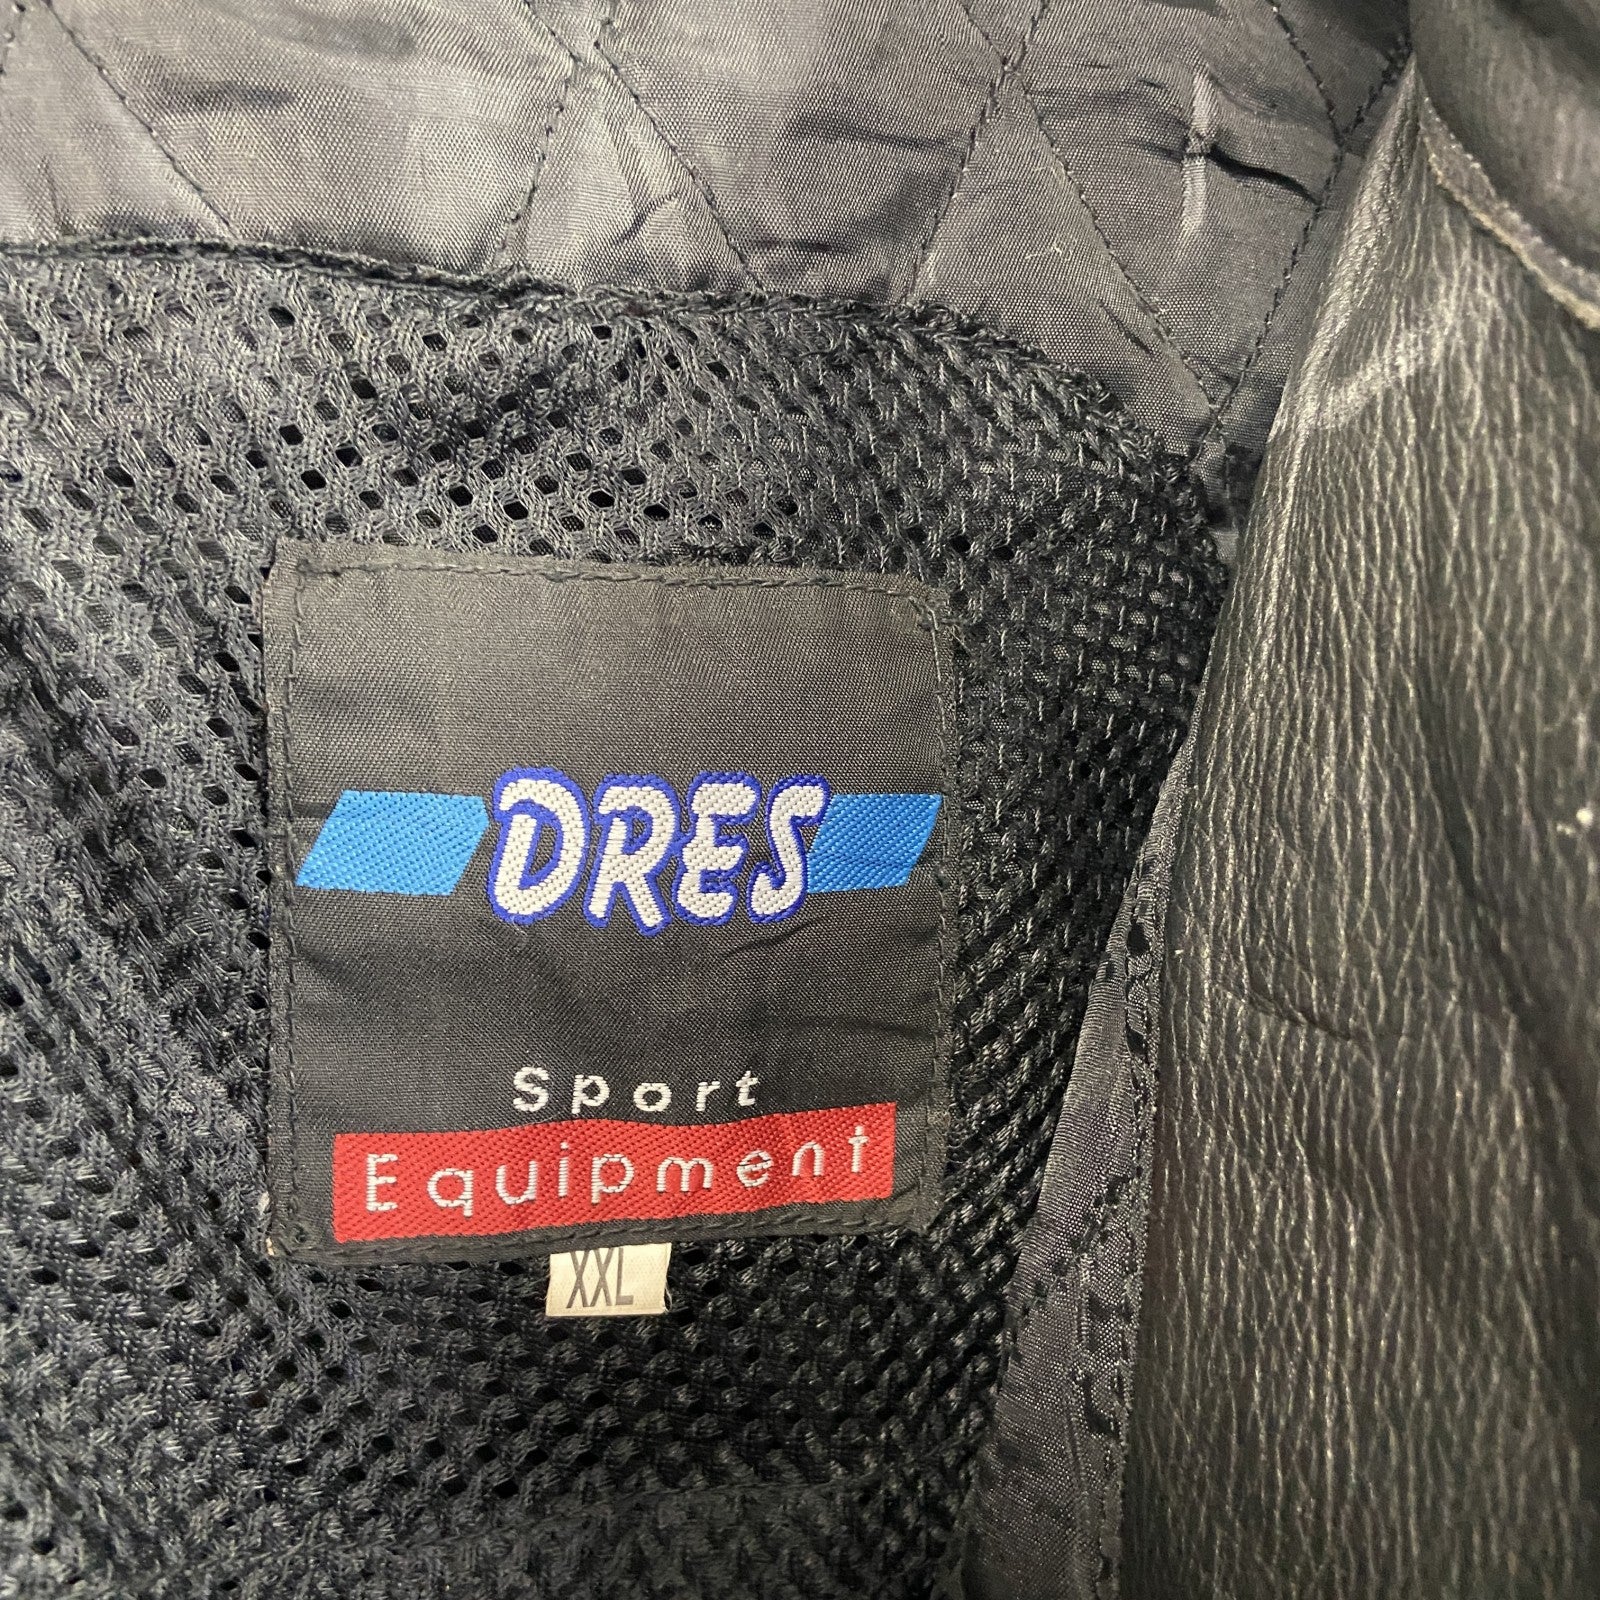 DRES
Sport
Equipment
XXL